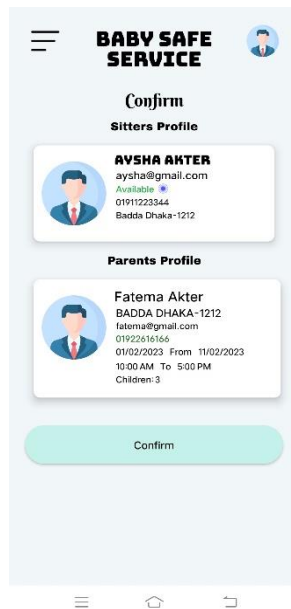 BABY SAFE
SERVICE
Confirm
Sitters Profile
AYSHA AKTER
aysha@gmail.com
Available
01911223344
Badda Dhaka-1212
Parents Profile
Fatema Akter
BADDA DHAKA-1212
fatema@gmail.com
01922616166
01/02/2023 From 11/02/2023
10:00 AM To 5:00 PM
Children:3
Confirm